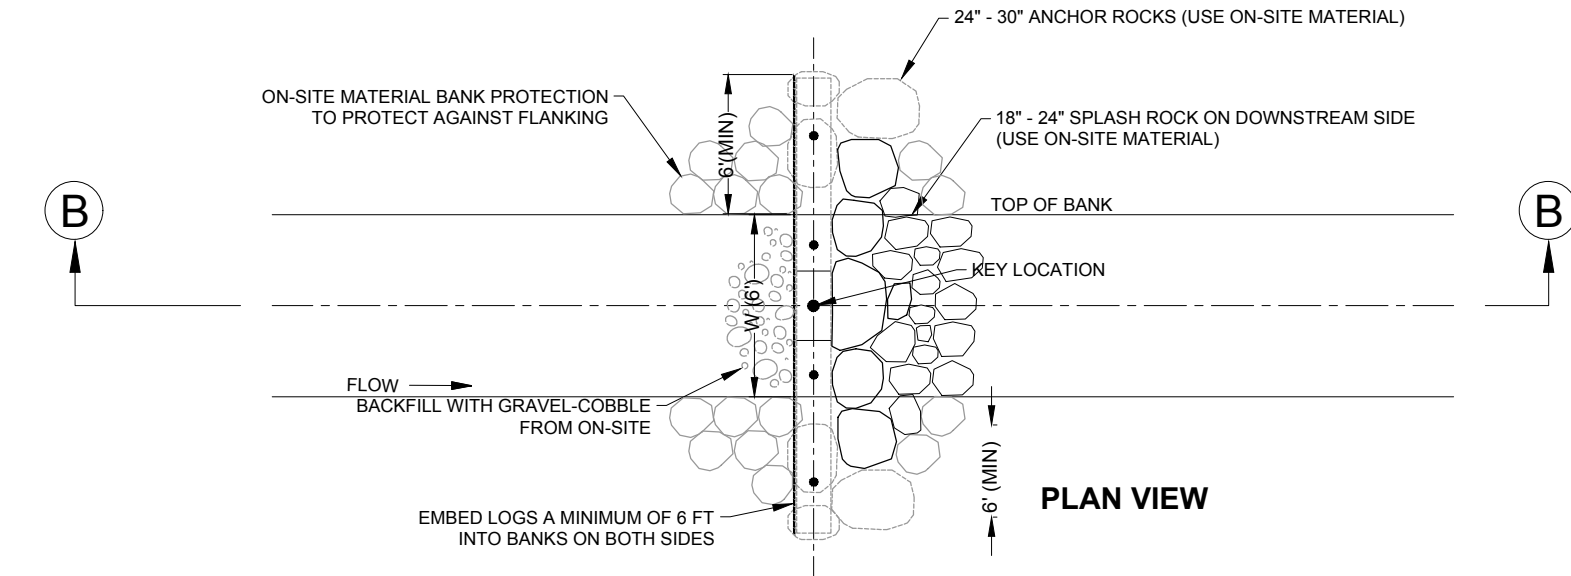 24" - 30" ANCHOR ROCKS (USE ON-SITE MATERIAL)
ON-SITE MATERIAL BANK PROTECTION
TO PROTECT AGAINST FLANKING
6'(MIN)
18" - 24" SPLASH ROCK ON DOWNSTREAM SIDE
(USE ON-SITE MATERIAL)
B
B
TOP OF BANK
KEY LOCATION
W (6')
FLOW
BACKFILL WITH GRAVEL-COBBLE
FROM ON-SITE
6' (MIN)
PLAN VIEW
EMBED LOGS A MINIMUM OF 6 FT
INTO BANKS ON BOTH SIDES